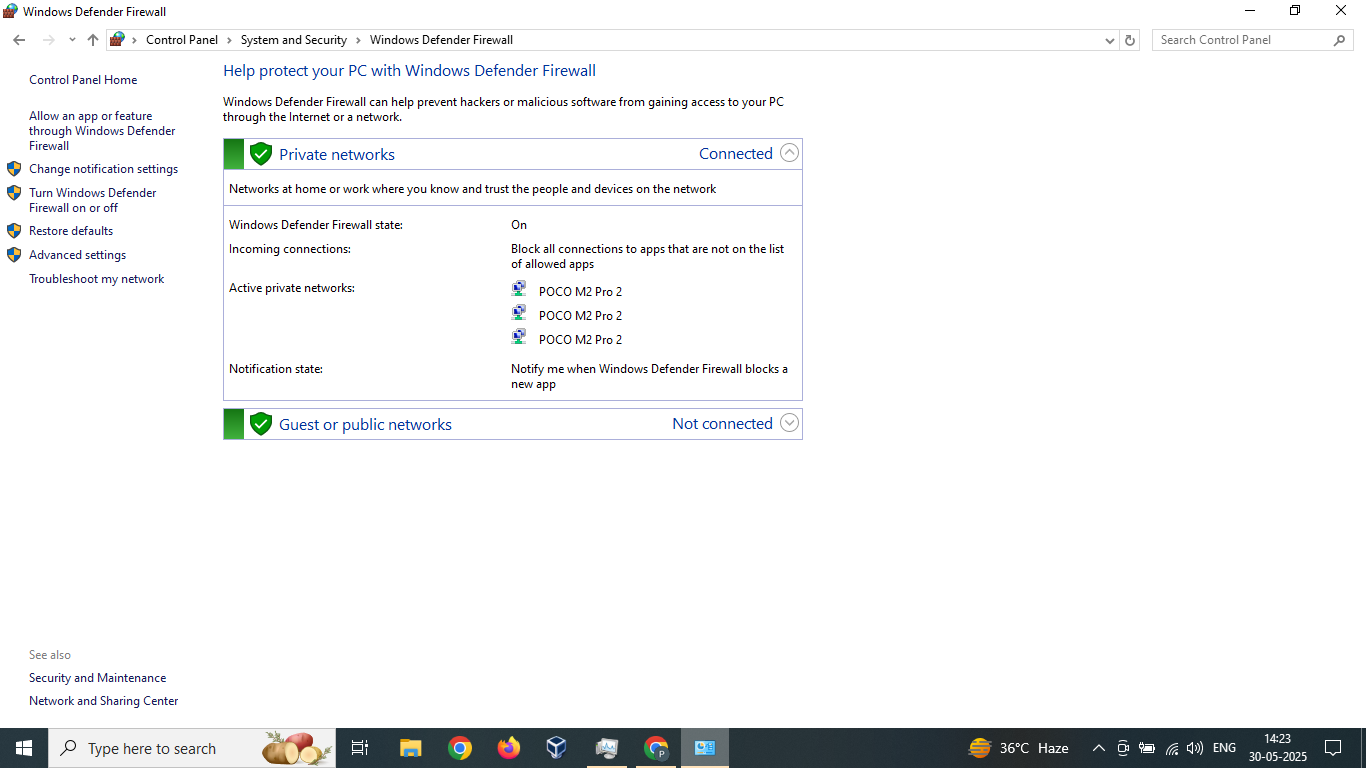 Windows Defender Firewall
Control Panel > System and Security > Windows Defender Firewall
Search Control Panel
Control Panel Home
Allow an app or feature
through Windows Defender
Firewall
Change notification settings
Turn Windows Defender
Firewall on or off
Restore defaults
Advanced settings
Troubleshoot my network
Help protect your PC with Windows Defender Firewall
Windows Defender Firewall can help prevent hackers or malicious software from gaining access to your PC
through the Internet or a network.
Private networks Connected
Networks at home or work where you know and trust the people and devices on the network
Windows Defender Firewall state: On
Incoming connections: Block all connections to apps that are not on the list
of allowed apps
Active private networks: POCO M2 Pro 2
POCO M2 Pro 2
POCO M2 Pro 2
Notification state: Notify me when Windows Defender Firewall blocks a
new app
Guest or public networks Not connected
See also
Security and Maintenance
Network and Sharing Center
Type here to search
P
36°C Haze
ENG
14:23
30-05-2025